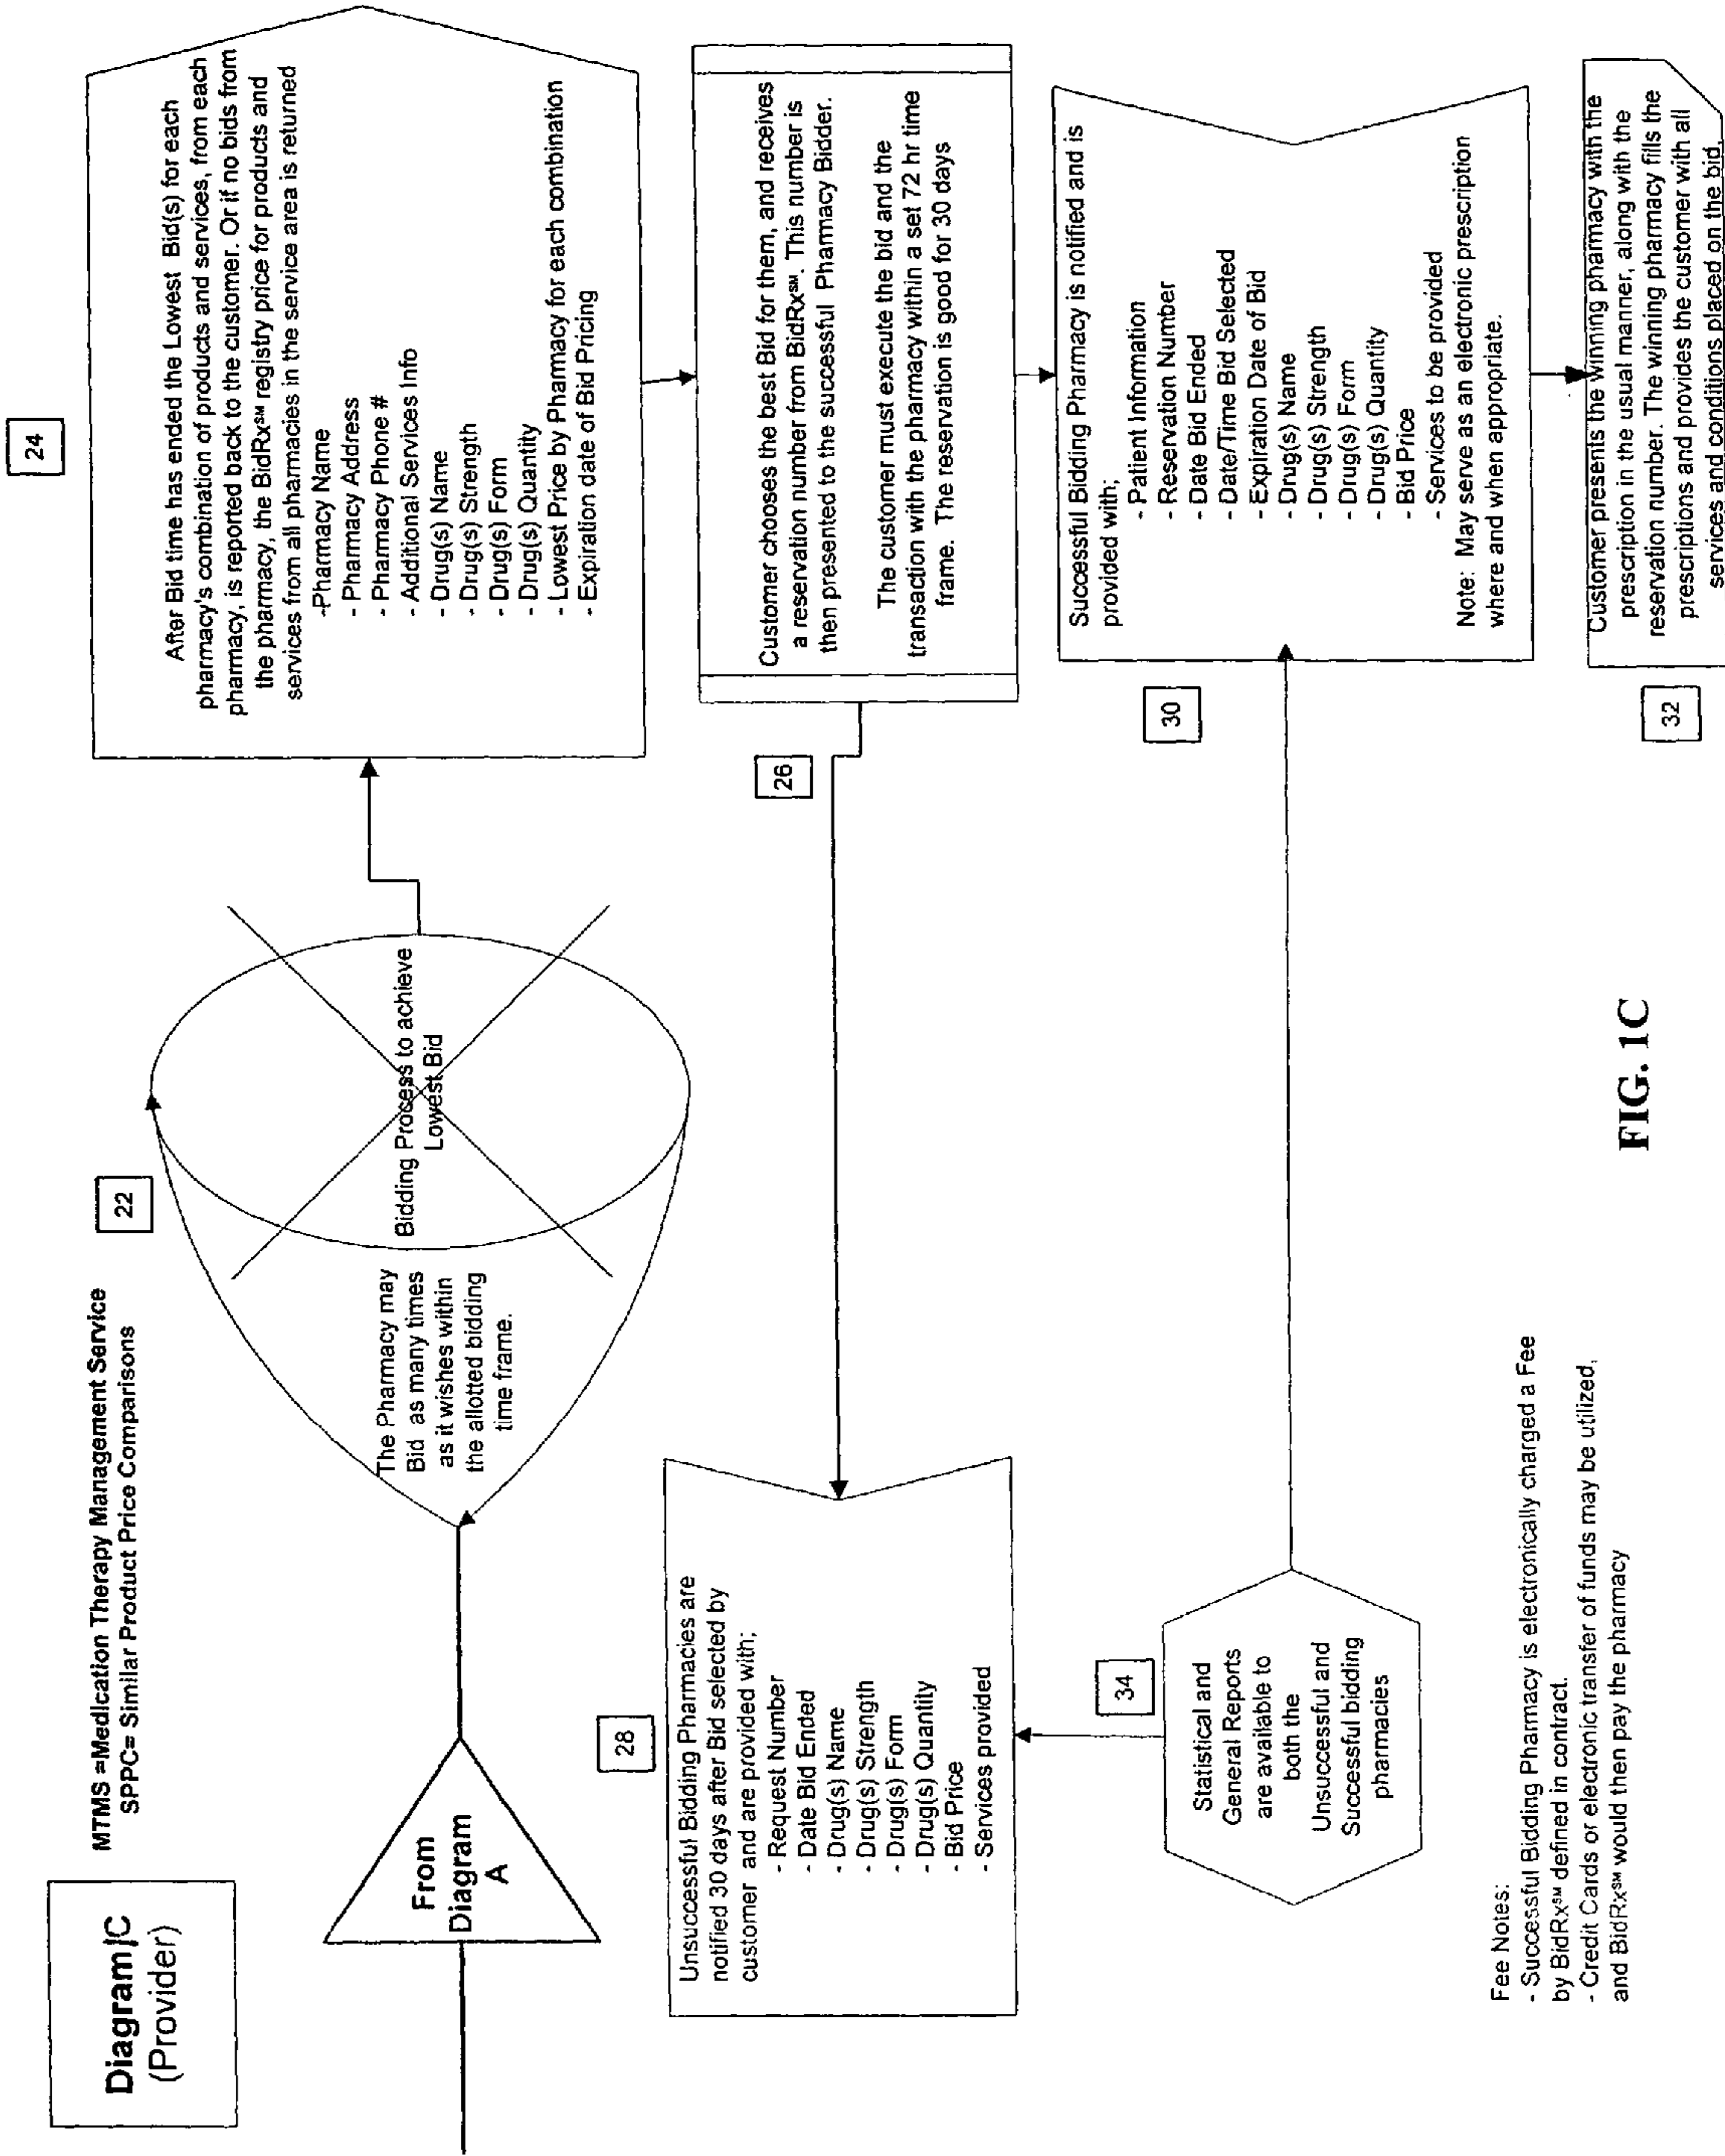 Diagram C
(Provider)
MTMS =Medication Therapy Management Service
SPPC= Similar Product Price Comparisons
From
Diagram
A
22
The Pharmacy may
Bid as many times
as it wishes within
the allotted bidding
time frame.
Bidding Process to achieve
Lowest Bid
24
After Bid time has ended the Lowest Bid(s) for each
pharmacy's combination of products and services, from each
pharmacy, is reported back to the customer. Or if no bids from
the pharmacy, the BidRx℠ registry price for products and
services from all pharmacies in the service area is returned
-Pharmacy Name
- Pharmacy Address
- Pharmacy Phone #
- Additional Services Info
- Drug(s) Name
- Drug(s) Strength
- Drug(s) Form
- Drug(s) Quantity
- Lowest Price by Pharmacy for each combination
- Expiration date of Bid Pricing
26
Customer chooses the best Bid for them, and receives
a reservation number from BidRx℠. This number is
then presented to the successful Pharmacy Bidder.
The customer must execute the bid and the
transaction with the pharmacy within a set 72 hr time
frame. The reservation is good for 30 days
28
Unsuccessful Bidding Pharmacies are
notified 30 days after Bid selected by
customer and are provided with;
- Request Number
- Date Bid Ended
- Drug(s) Name
- Drug(s) Strength
- Drug(s) Form
- Drug(s) Quantity
- Bid Price
- Services provided
30
Successful Bidding Pharmacy is notified and is
provided with;
- Patient Information
- Reservation Number
- Date Bid Ended
- Date/Time Bid Selected
- Expiration Date of Bid
- Drug(s) Name
- Drug(s) Strength
- Drug(s) Form
- Drug(s) Quantity
- Bid Price
- Services to be provided
Note: May serve as an electronic prescription
where and when appropriate.
34
Statistical and
General Reports
are available to
both the
Unsuccessful and
Successful bidding
pharmacies
32
Customer presents the winning pharmacy with the
prescription in the usual manner, along with the
reservation number. The winning pharmacy fills the
prescriptions and provides the customer with all
services and conditions placed on the bid.
Fee Notes:
- Successful Bidding Pharmacy is electronically charged a Fee
by BidRx℠ defined in contract.
- Credit Cards or electronic transfer of funds may be utilized,
and BidRx℠ would then pay the pharmacy
FIG. 1C